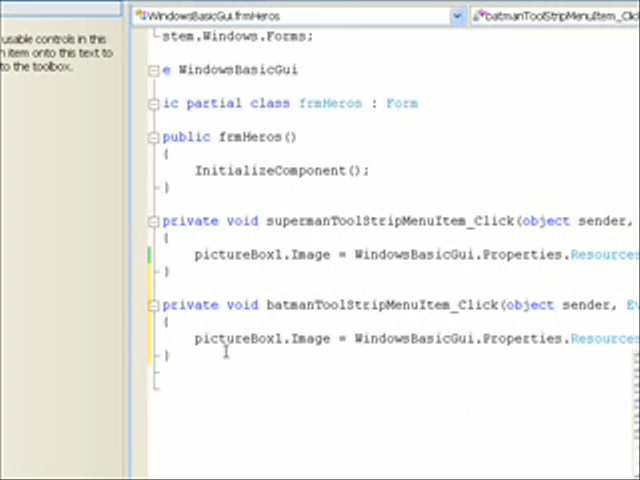 WindowsBasicGui.frmHeros
batmanToolStripMenuItem_Clic
usable controls in this
n item onto this text to
to the toolbox.
stem.Windows.Forms;
e WindowsBasicGui
ic partial class frmHeros : Form
public frmHeros()
{
InitializeComponent();
}
private void supermanToolStripMenuItem_Click(object sender,
{
pictureBox1.Image = WindowsBasicGui.Properties.Resources
}
private void batmanToolStripMenuItem_Click(object sender, Ev
{
pictureBox1.Image = WindowsBasicGui.Properties.Resources
}